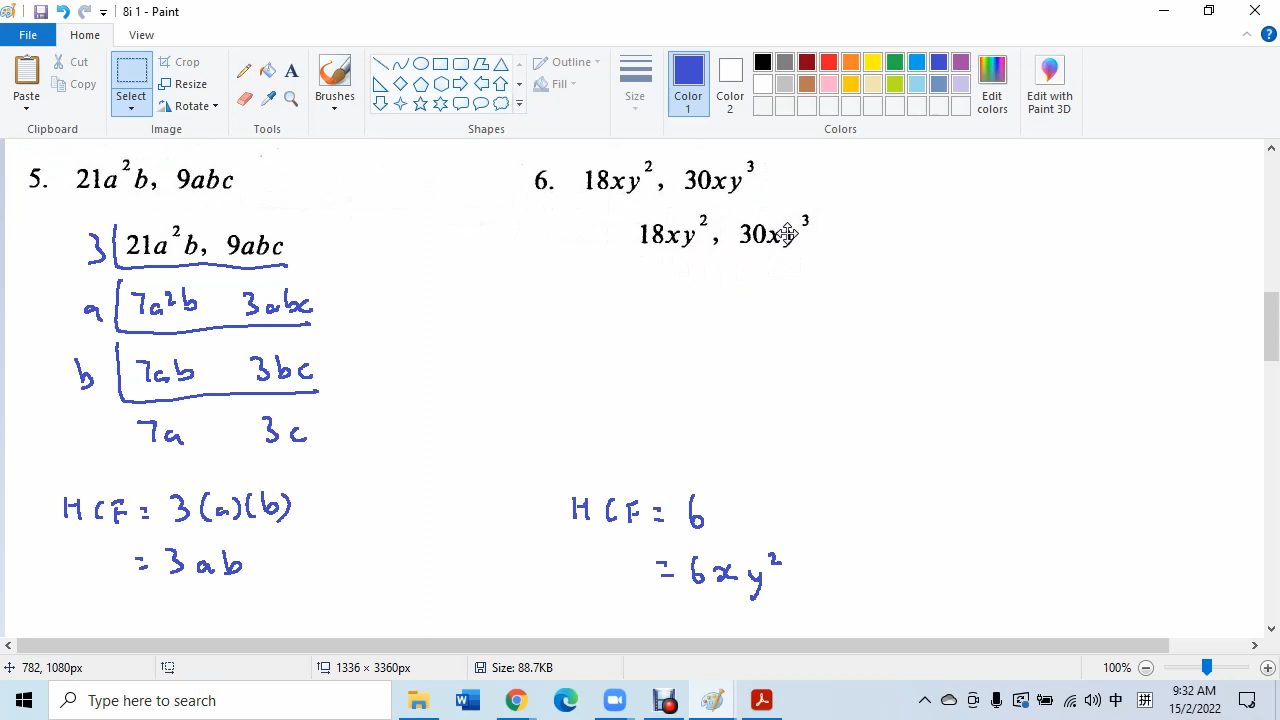 8i 1 - Paint
File Home View
Paste
Cut
Copy
Clipboard
Select
Crop
Resize
Rotate
Image
A
Tools
Brushes
Shapes
Outline
Fill
Size
Color 1
Color 2
Edit colors
Colors
Edit with Paint 3D
5. 21a²b, 9abc
3 21a²b, 9abc
a 7a²b 3abc
b 7ab 3bc
7a 3c
HCF = 3(a)(b)
= 3ab
6. 18xy², 30xy³
18xy², 30xy³
HCF = 6
= 6xy²
782, 1080px
1336 × 3360px
Size: 88.7KB
100%
Type here to search
中
拼
9:32 AM
15/2/2022